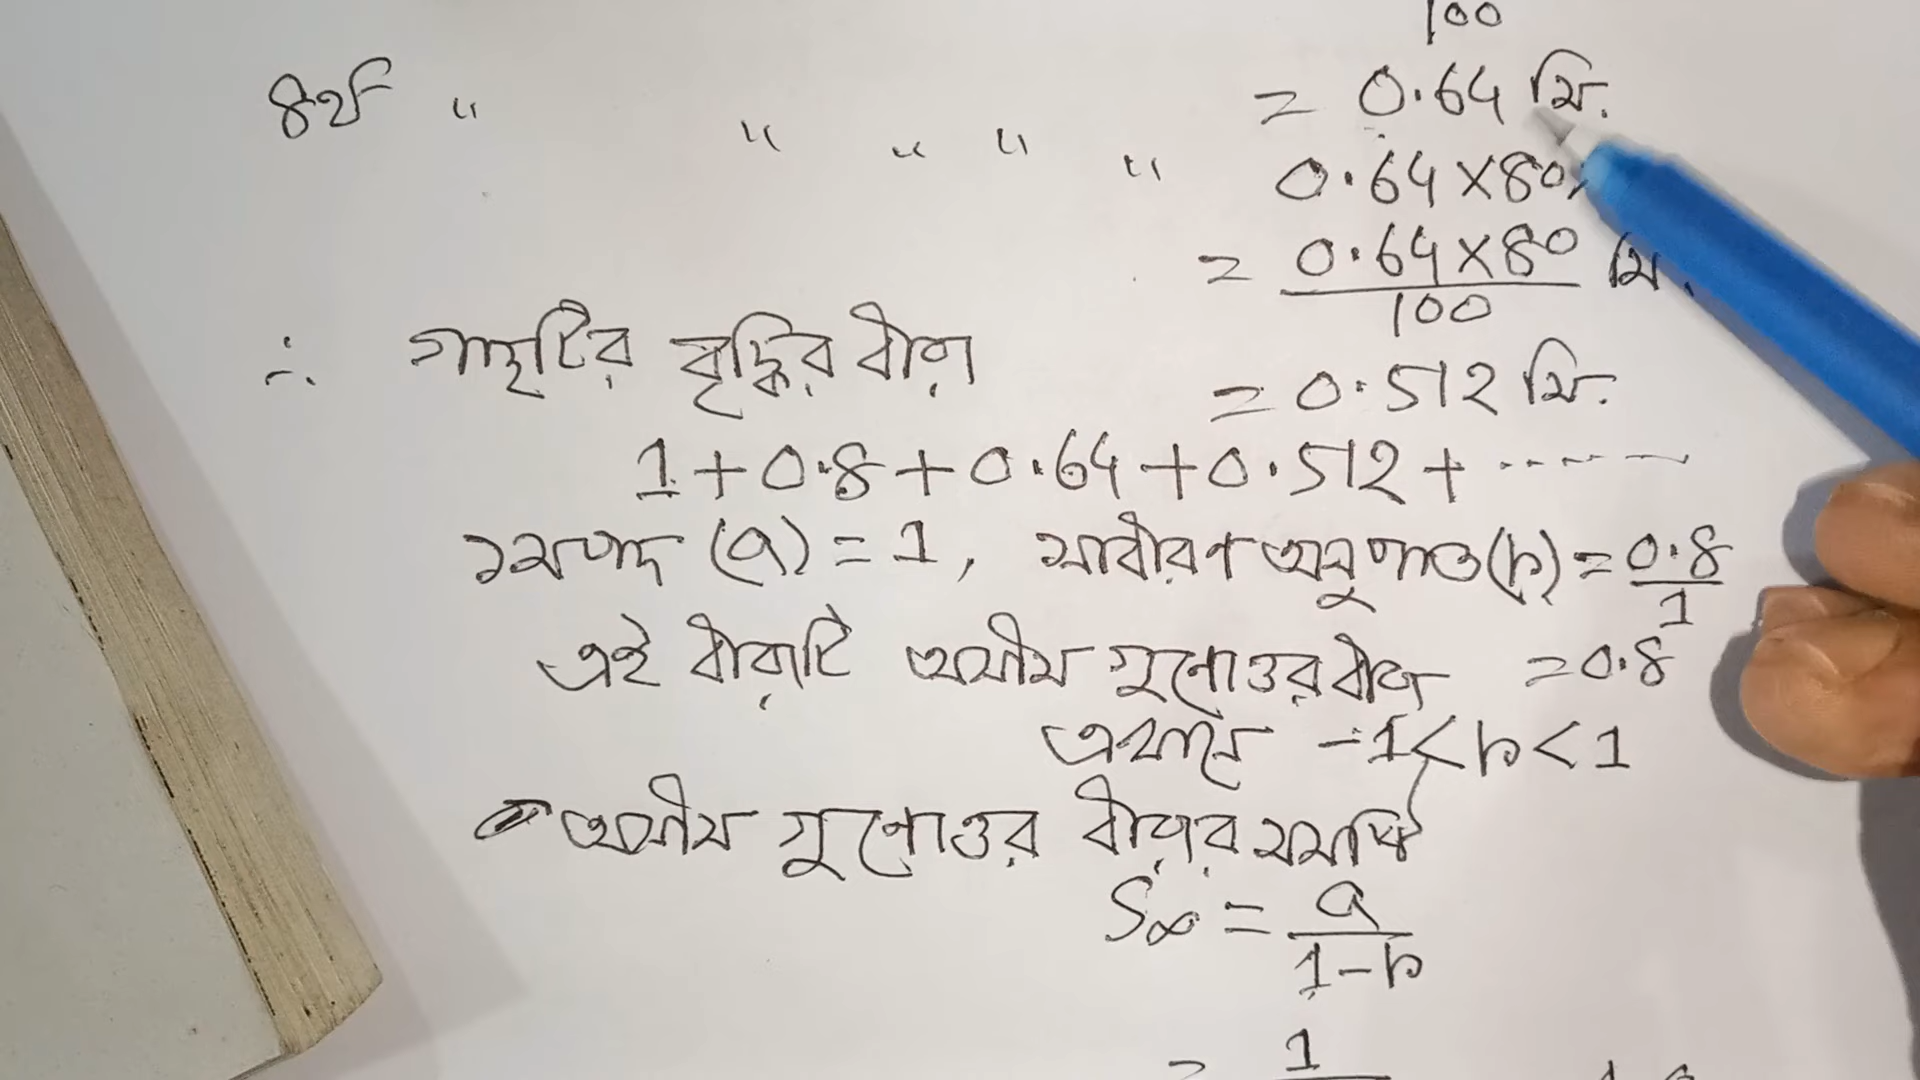 100
= 0.64 মি.
৪র্থ " " " " " 0.64 × 80%
= 0.64 × 80 / 100 মি.
= 0.512 মি.
∴ গাছটির বৃদ্ধির ধারা
1 + 0.8 + 0.64 + 0.512 + ......
১মপদ (a) = 1, সাধারণ অনুপাত (r) = 0.8 / 1
= 0.8
এই ধারাটি অসীম গুনোত্তর ধারা
এখানে -1 < r < 1
অসীম গুনোত্তর ধারার সমষ্টি
S∞ = a / 1-r
= 1